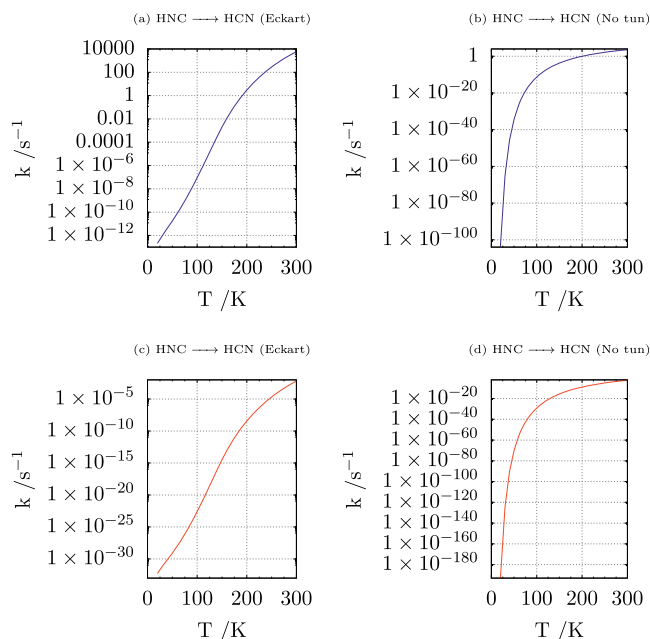 (a) HNC ⟶ HCN (Eckart)
10000
100
1
0.01
0.0001
1 × 10⁻⁶
1 × 10⁻⁸
1 × 10⁻¹⁰
1 × 10⁻¹²
k /s⁻¹
0 100 200 300
T /K
(b) HNC ⟶ HCN (No tun)
1
1 × 10⁻²⁰
1 × 10⁻⁴⁰
1 × 10⁻⁶⁰
1 × 10⁻⁸⁰
1 × 10⁻¹⁰⁰
k /s⁻¹
0 100 200 300
T /K
(c) HNC ⟶ HCN (Eckart)
1 × 10⁻⁵
1 × 10⁻¹⁰
1 × 10⁻¹⁵
1 × 10⁻²⁰
1 × 10⁻²⁵
1 × 10⁻³⁰
k /s⁻¹
0 100 200 300
T /K
(d) HNC ⟶ HCN (No tun)
1 × 10⁻²⁰
1 × 10⁻⁴⁰
1 × 10⁻⁶⁰
1 × 10⁻⁸⁰
1 × 10⁻¹⁰⁰
1 × 10⁻¹²⁰
1 × 10⁻¹⁴⁰
1 × 10⁻¹⁶⁰
1 × 10⁻¹⁸⁰
k /s⁻¹
0 100 200 300
T /K